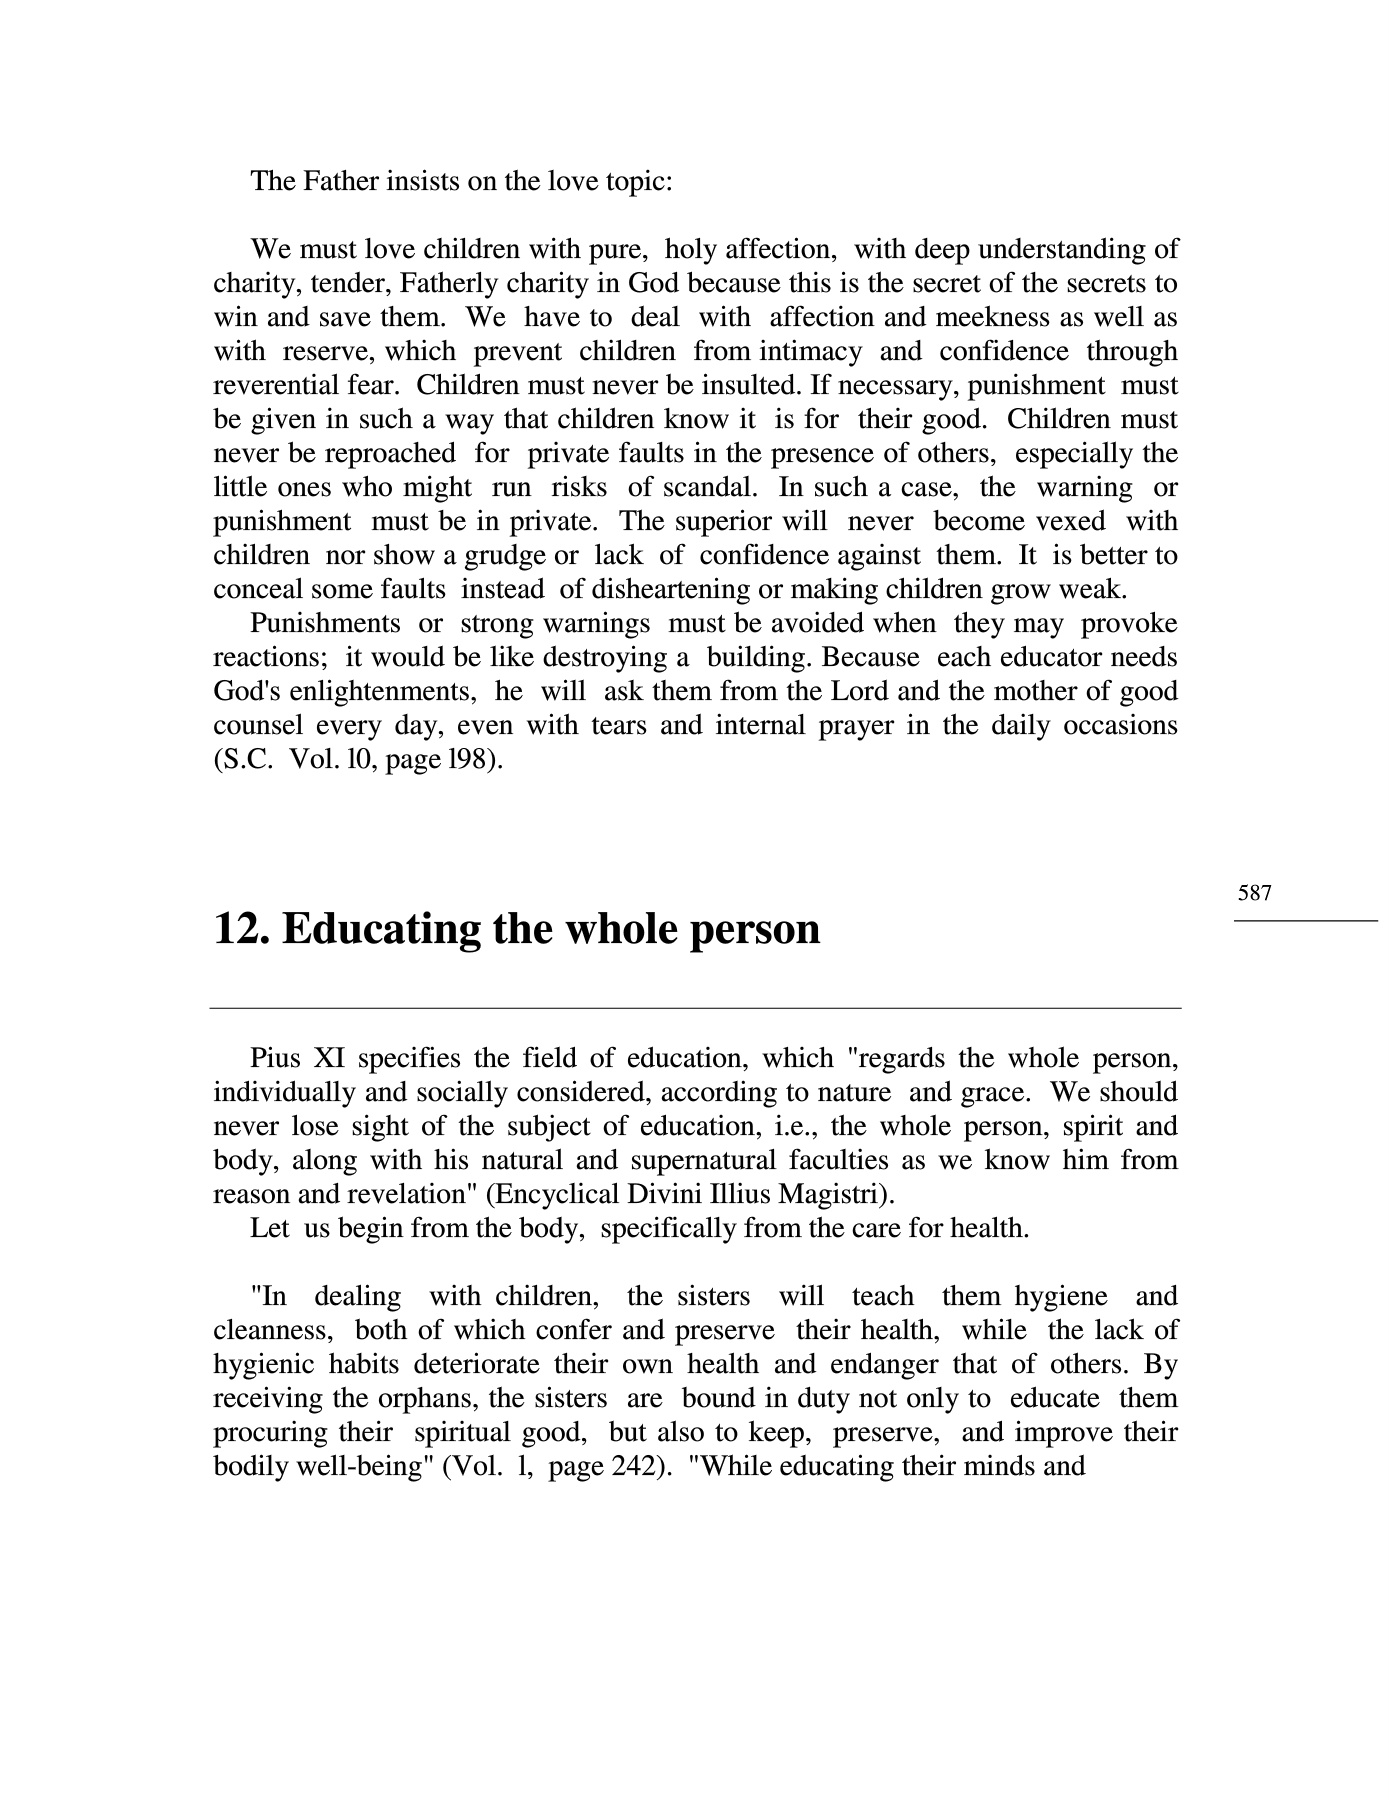 The Father insists on the love topic:
We must love children with pure, holy affection, with deep understanding of
charity, tender, Fatherly charity in God because this is the secret of the secrets to
win and save them. We have to deal with affection and meekness as well as
with reserve, which prevent children from intimacy and confidence through
reverential fear. Children must never be insulted. If necessary, punishment must
be given in such a way that children know it is for their good. Children must
never be reproached for private faults in the presence of others, especially the
little ones who might run risks of scandal. In such a case, the warning or
punishment must be in private. The superior will never become vexed with
children nor show a grudge or lack of confidence against them. It is better to
conceal some faults instead of disheartening or making children grow weak.
Punishments or strong warnings must be avoided when they may provoke
reactions; it would be like destroying a building. Because each educator needs
God's enlightenments, he will ask them from the Lord and the mother of good
counsel every day, even with tears and internal prayer in the daily occasions
(S.C. Vol. l0, page l98).
587
12. Educating the whole person
Pius XI specifies the field of education, which "regards the whole person,
individually and socially considered, according to nature and grace. We should
never lose sight of the subject of education, i.e., the whole person, spirit and
body, along with his natural and supernatural faculties as we know him from
reason and revelation" (Encyclical Divini Illius Magistri).
Let us begin from the body, specifically from the care for health.
"In dealing with children, the sisters will teach them hygiene and
cleanness, both of which confer and preserve their health, while the lack of
hygienic habits deteriorate their own health and endanger that of others. By
receiving the orphans, the sisters are bound in duty not only to educate them
procuring their spiritual good, but also to keep, preserve, and improve their
bodily well-being" (Vol. l, page 242). "While educating their minds and